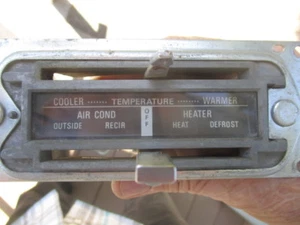 COOLER ....... TEMPERATURE ....... WARMER
AIR COND OFF HEATER
OUTSIDE RECIR HEAT DEFROST